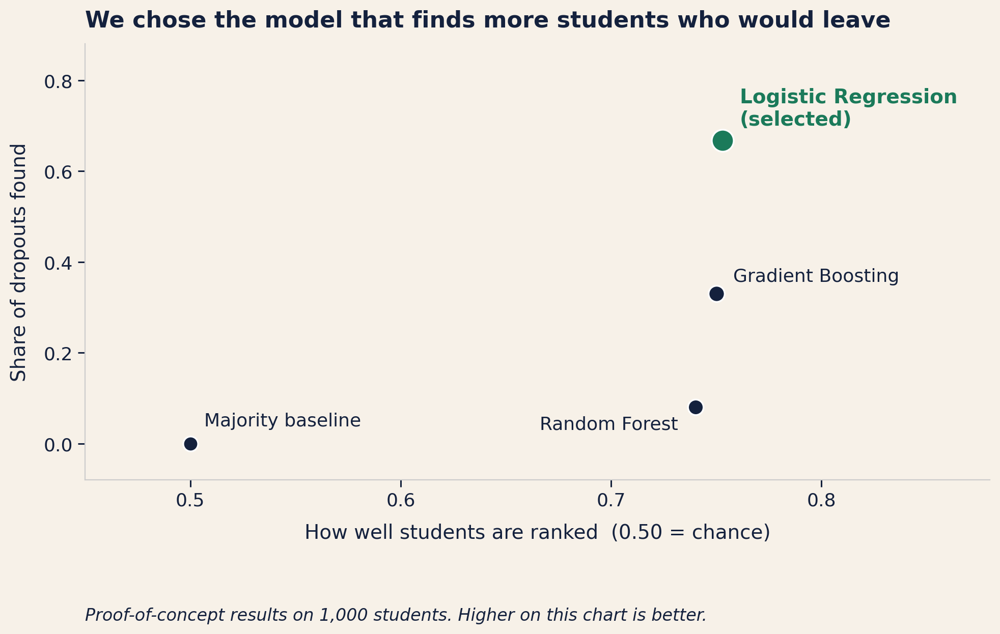 We chose the model that finds more students who would leave
Share of dropouts found
0.8
0.6
0.4
0.2
0.0
Logistic Regression
(selected)
Gradient Boosting
Random Forest
Majority baseline
0.5
0.6
0.7
0.8
How well students are ranked  (0.50 = chance)
Proof-of-concept results on 1,000 students. Higher on this chart is better.